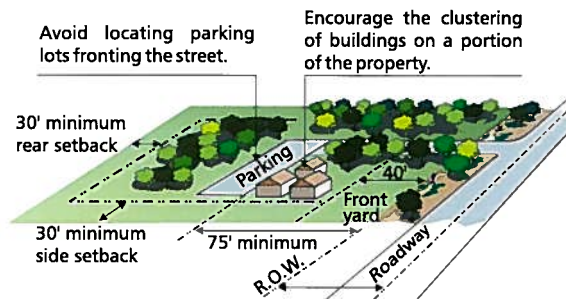 Avoid locating parking
lots fronting the street.
Encourage the clustering
of buildings on a portion
of the property.
30' minimum
rear setback
Parking
40'
Front
yard
30' minimum
side setback
75' minimum
R.O.W.
Roadway